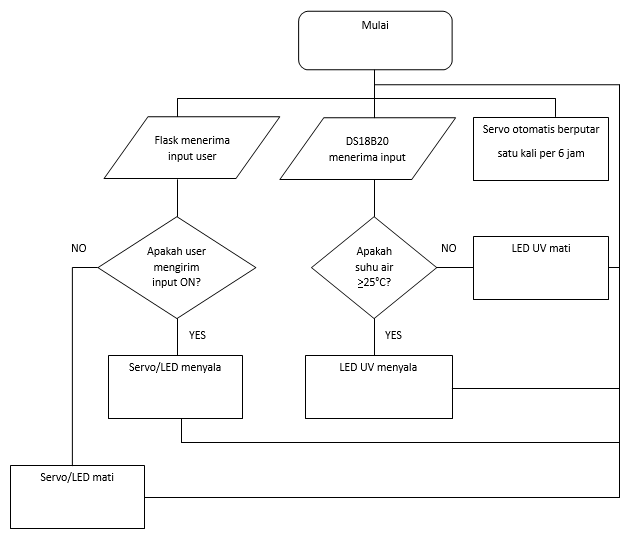 Mulai
Flask menerima
input user
DS18B20
menerima input
Servo otomatis berputar
satu kali per 6 jam
NO
Apakah user
mengirim
input ON?
Apakah
suhu air
≥25°C?
NO
LED UV mati
YES
YES
Servo/LED menyala
LED UV menyala
Servo/LED mati